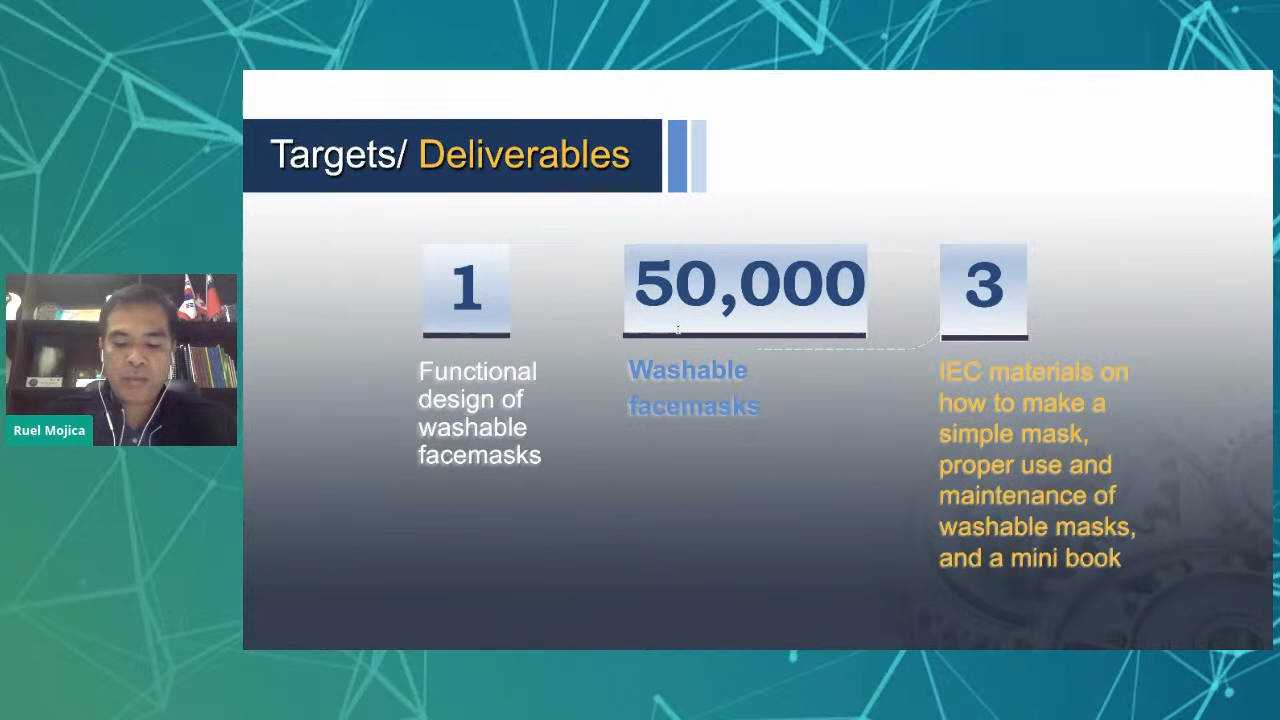 Targets/ Deliverables
1
Functional
design of
washable
facemasks
50,000
Washable
facemasks
3
IEC materials on
how to make a
simple mask,
proper use and
maintenance of
washable masks,
and a mini book
Ruel Mojica